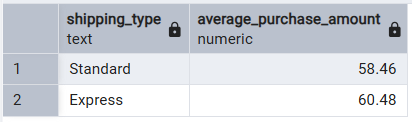 shipping_type average_purchase_amount
text numeric
1 Standard 58.46
2 Express 60.48